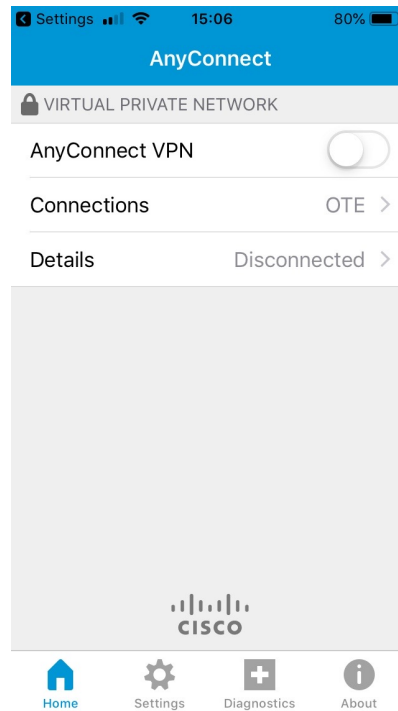 Settings 15:06 80%
AnyConnect
VIRTUAL PRIVATE NETWORK
AnyConnect VPN
Connections OTE
Details Disconnected
CISCO
Home Settings Diagnostics About